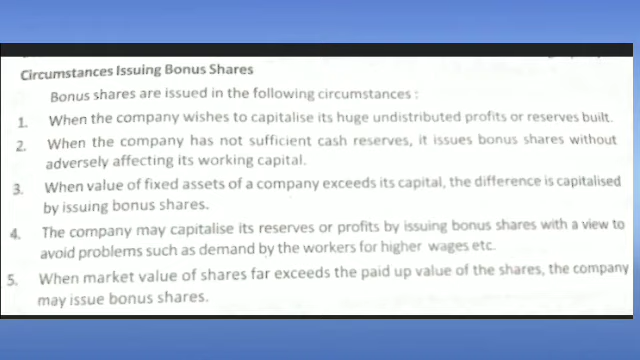 Circumstances Issuing Bonus Shares
Bonus shares are issued in the following circumstances :
1. When the company wishes to capitalise its huge undistributed profits or reserves built.
2. When the company has not sufficient cash reserves, it issues bonus shares without
adversely affecting its working capital.
3. When value of fixed assets of a company exceeds its capital, the difference is capitalised
by issuing bonus shares.
4. The company may capitalise its reserves or profits by issuing bonus shares with a view to
avoid problems such as demand by the workers for higher wages etc.
5. When market value of shares far exceeds the paid up value of the shares, the company
may issue bonus shares.